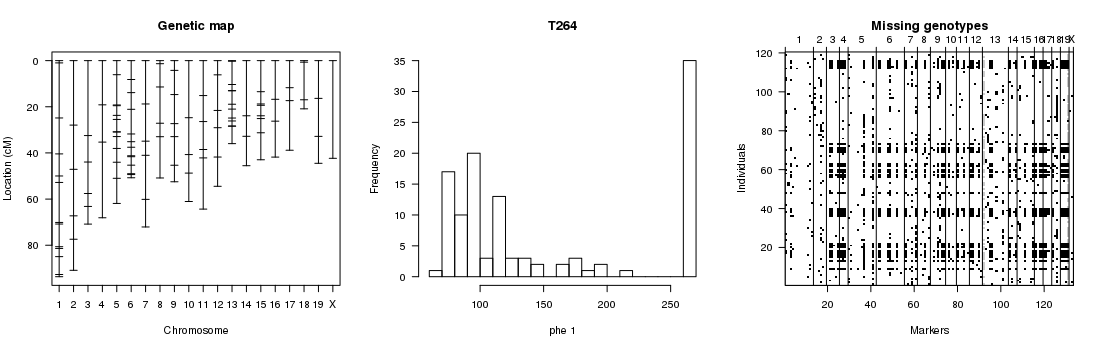 Genetic map
0
20
40
60
80
Location (cM)
1 2 3 4 5 6 7 8 9 10 11 12 13 14 15 16 17 18 19 X
Chromosome
T264
35
30
25
20
15
10
5
0
Frequency
100 150 200 250
phe 1
Missing genotypes
1 2 3 4 5 6 7 8 9 10 11 12 13 14 15 16 17 18 19 X
120
100
80
60
40
20
Individuals
20 40 60 80 100 120
Markers